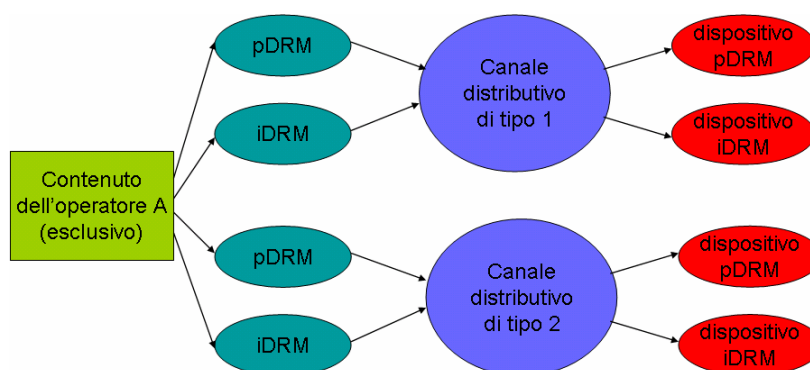 pDRM
iDRM
Canale
distributivo
di tipo 1
dispositivo
pDRM
dispositivo
iDRM
Contenuto
dell'operatore A
(esclusivo)
pDRM
iDRM
Canale
distributivo
di tipo 2
dispositivo
pDRM
dispositivo
iDRM